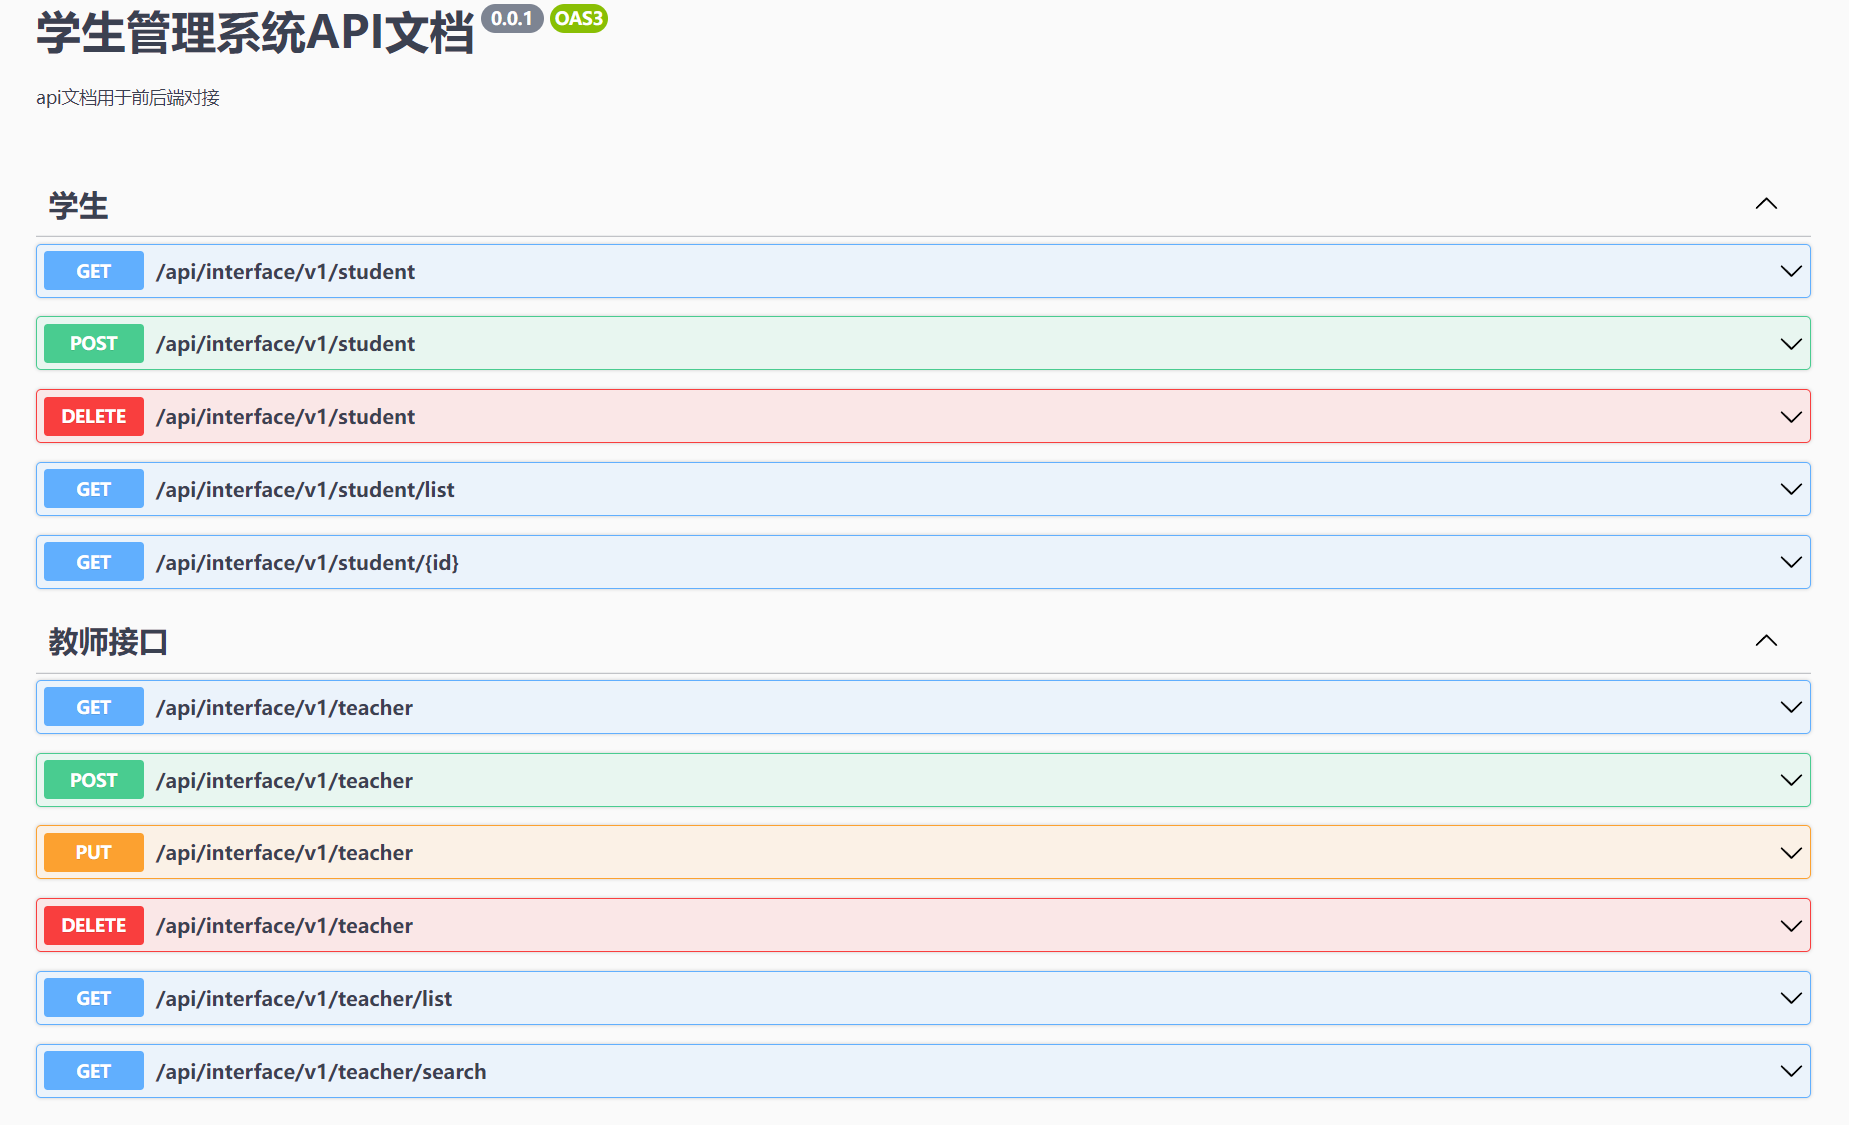 学生管理系统API文档 0.0.1 OAS3
api文档用于前后端对接
学生
GET /api/interface/v1/student
POST /api/interface/v1/student
DELETE /api/interface/v1/student
GET /api/interface/v1/student/list
GET /api/interface/v1/student/{id}
教师接口
GET /api/interface/v1/teacher
POST /api/interface/v1/teacher
PUT /api/interface/v1/teacher
DELETE /api/interface/v1/teacher
GET /api/interface/v1/teacher/list
GET /api/interface/v1/teacher/search